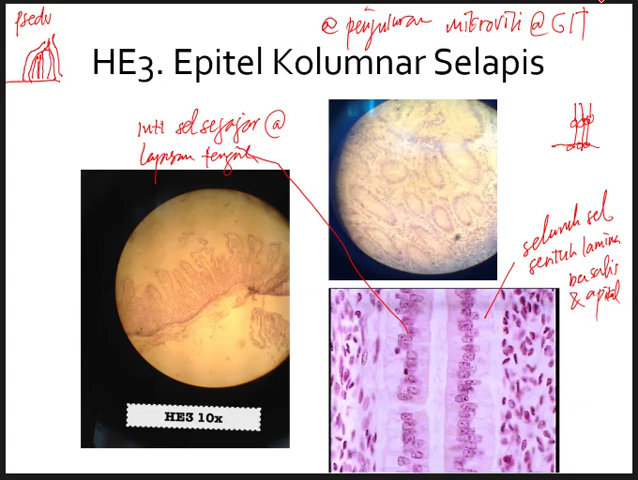 psedu
@ penjuluran mikrovili @ GIT
HE3. Epitel Kolumnar Selapis
inti sel sejajar @
lapisan tengah
seluruh sel
sentuh lamina
basalis
& apikal
HE3 10x